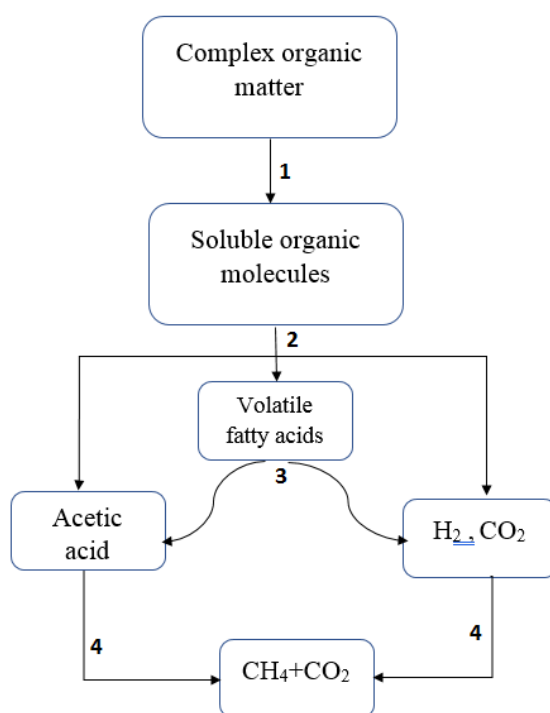 Complex organic
matter
1
Soluble organic
molecules
2
Volatile
fatty acids
3
Acetic
acid
H₂ , CO₂
4
4
CH₄+CO₂